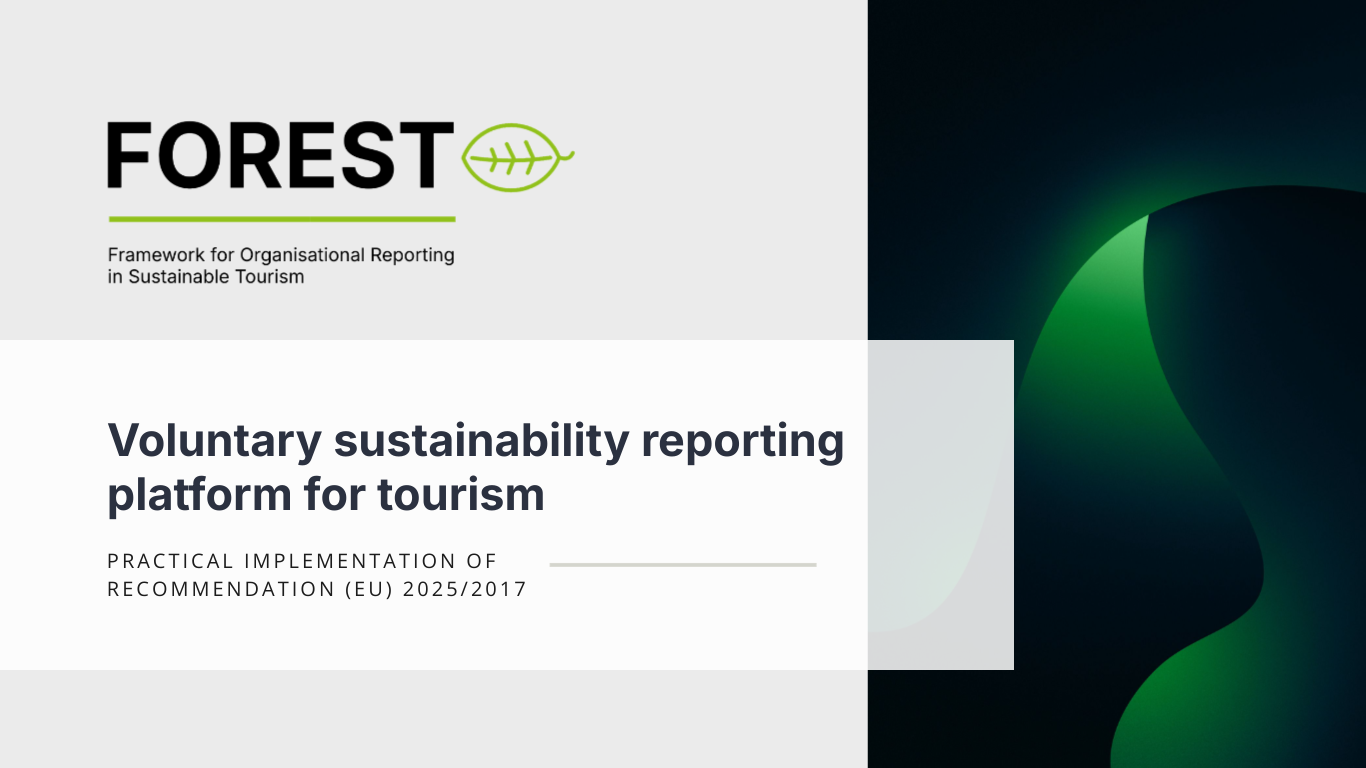 FOREST
Framework for Organisational Reporting
in Sustainable Tourism
Voluntary sustainability reporting
platform for tourism
PRACTICAL IMPLEMENTATION OF
RECOMMENDATION (EU) 2025/2017